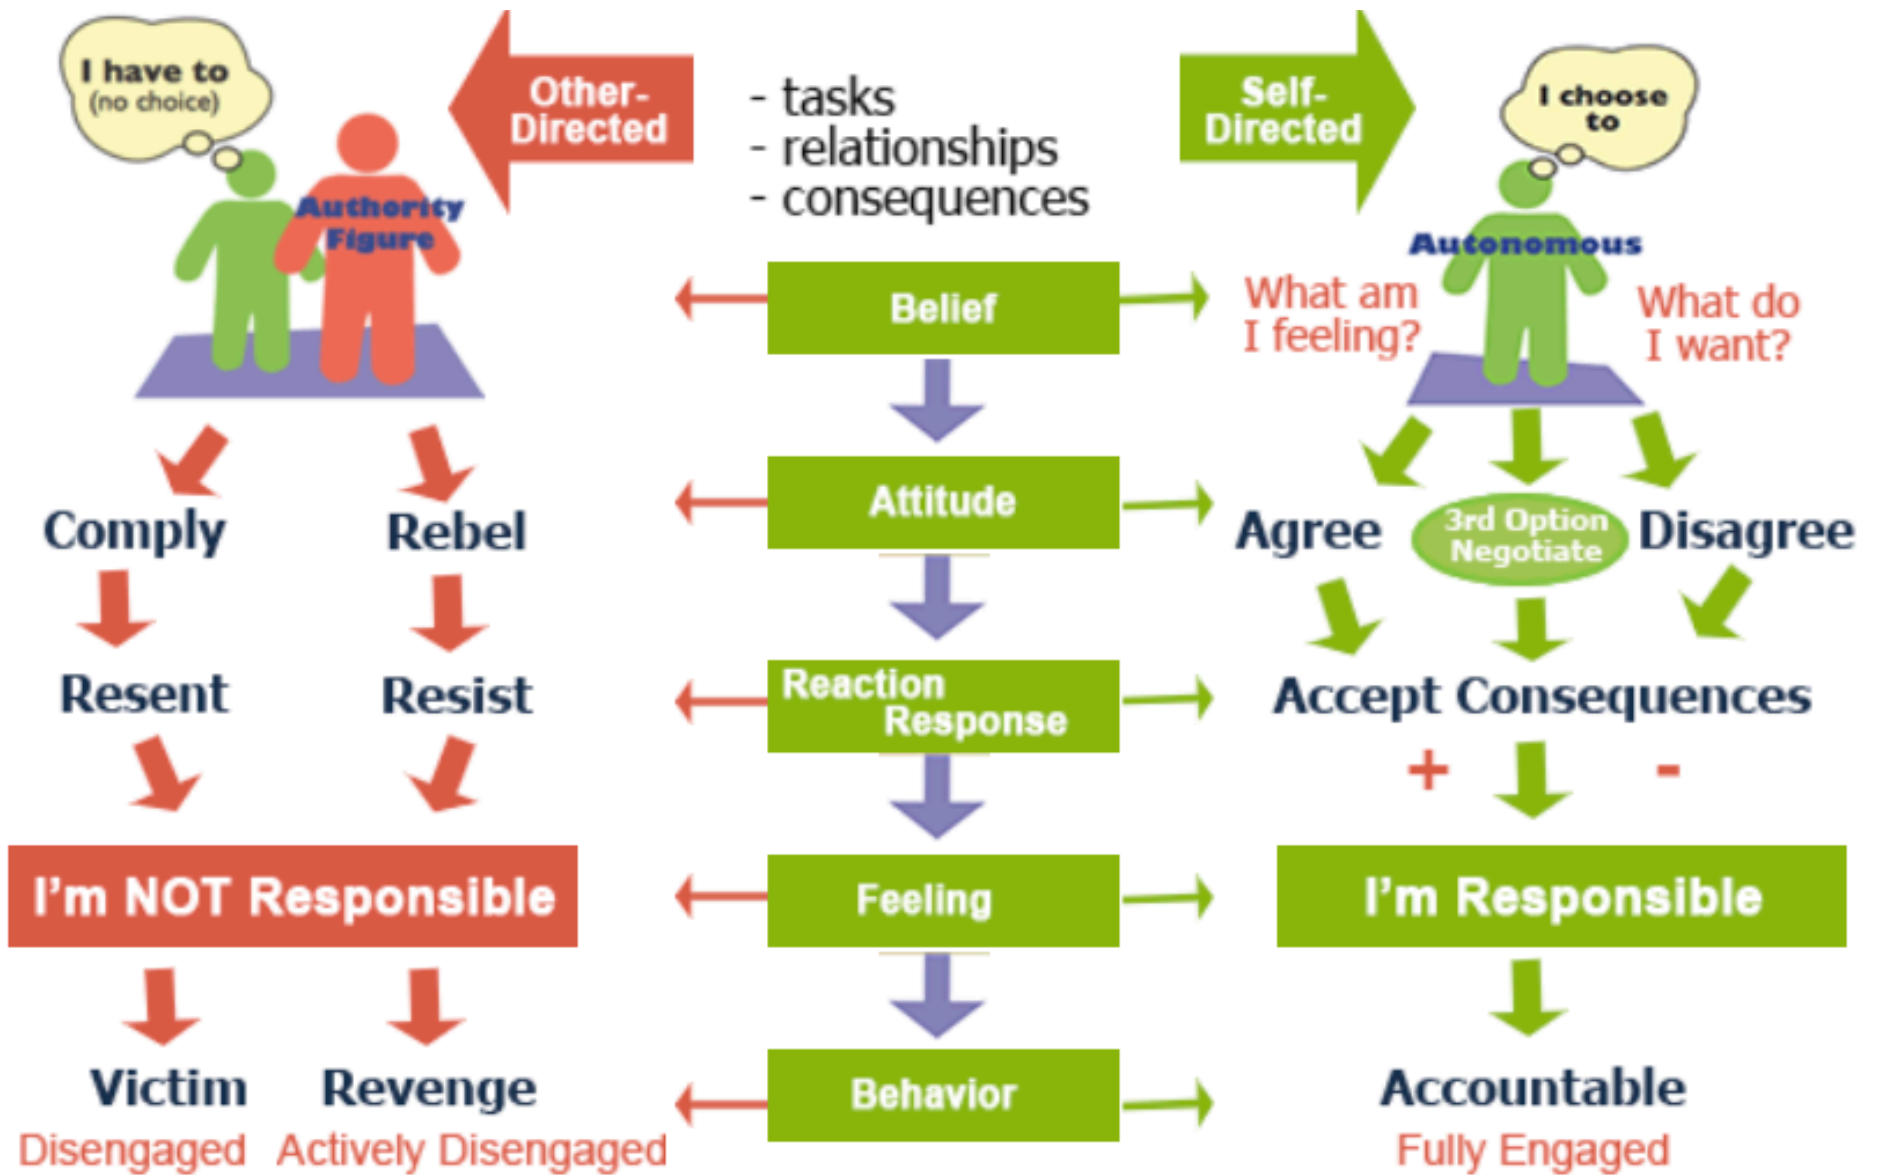 I have to
(no choice)
Authority
Figure
Other-
Directed
- tasks
- relationships
- consequences
Self-
Directed
I choose
to
Autonomous
What am
I feeling?
What do
I want?
Belief
Comply
Rebel
Attitude
Agree
3rd Option
Negotiate
Disagree
Resent
Resist
Reaction
Response
Accept Consequences
+
-
I'm NOT Responsible
Feeling
I'm Responsible
Victim
Revenge
Behavior
Accountable
Disengaged
Actively Disengaged
Fully Engaged